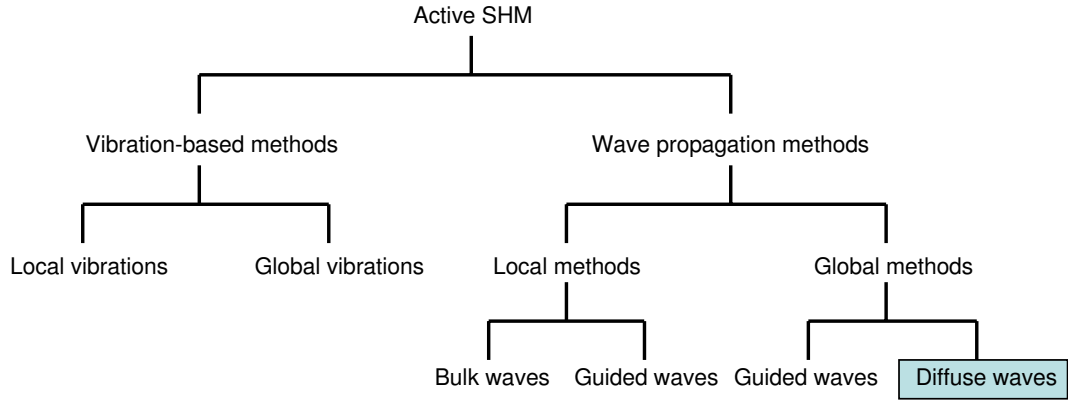 Active SHM
Vibration-based methods
Wave propagation methods
Local vibrations
Global vibrations
Local methods
Global methods
Bulk waves
Guided waves
Guided waves
Diffuse waves